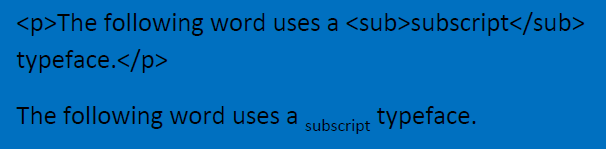 <p>The following word uses a <sub>subscript</sub>
typeface.</p>
The following word uses a subscript typeface.